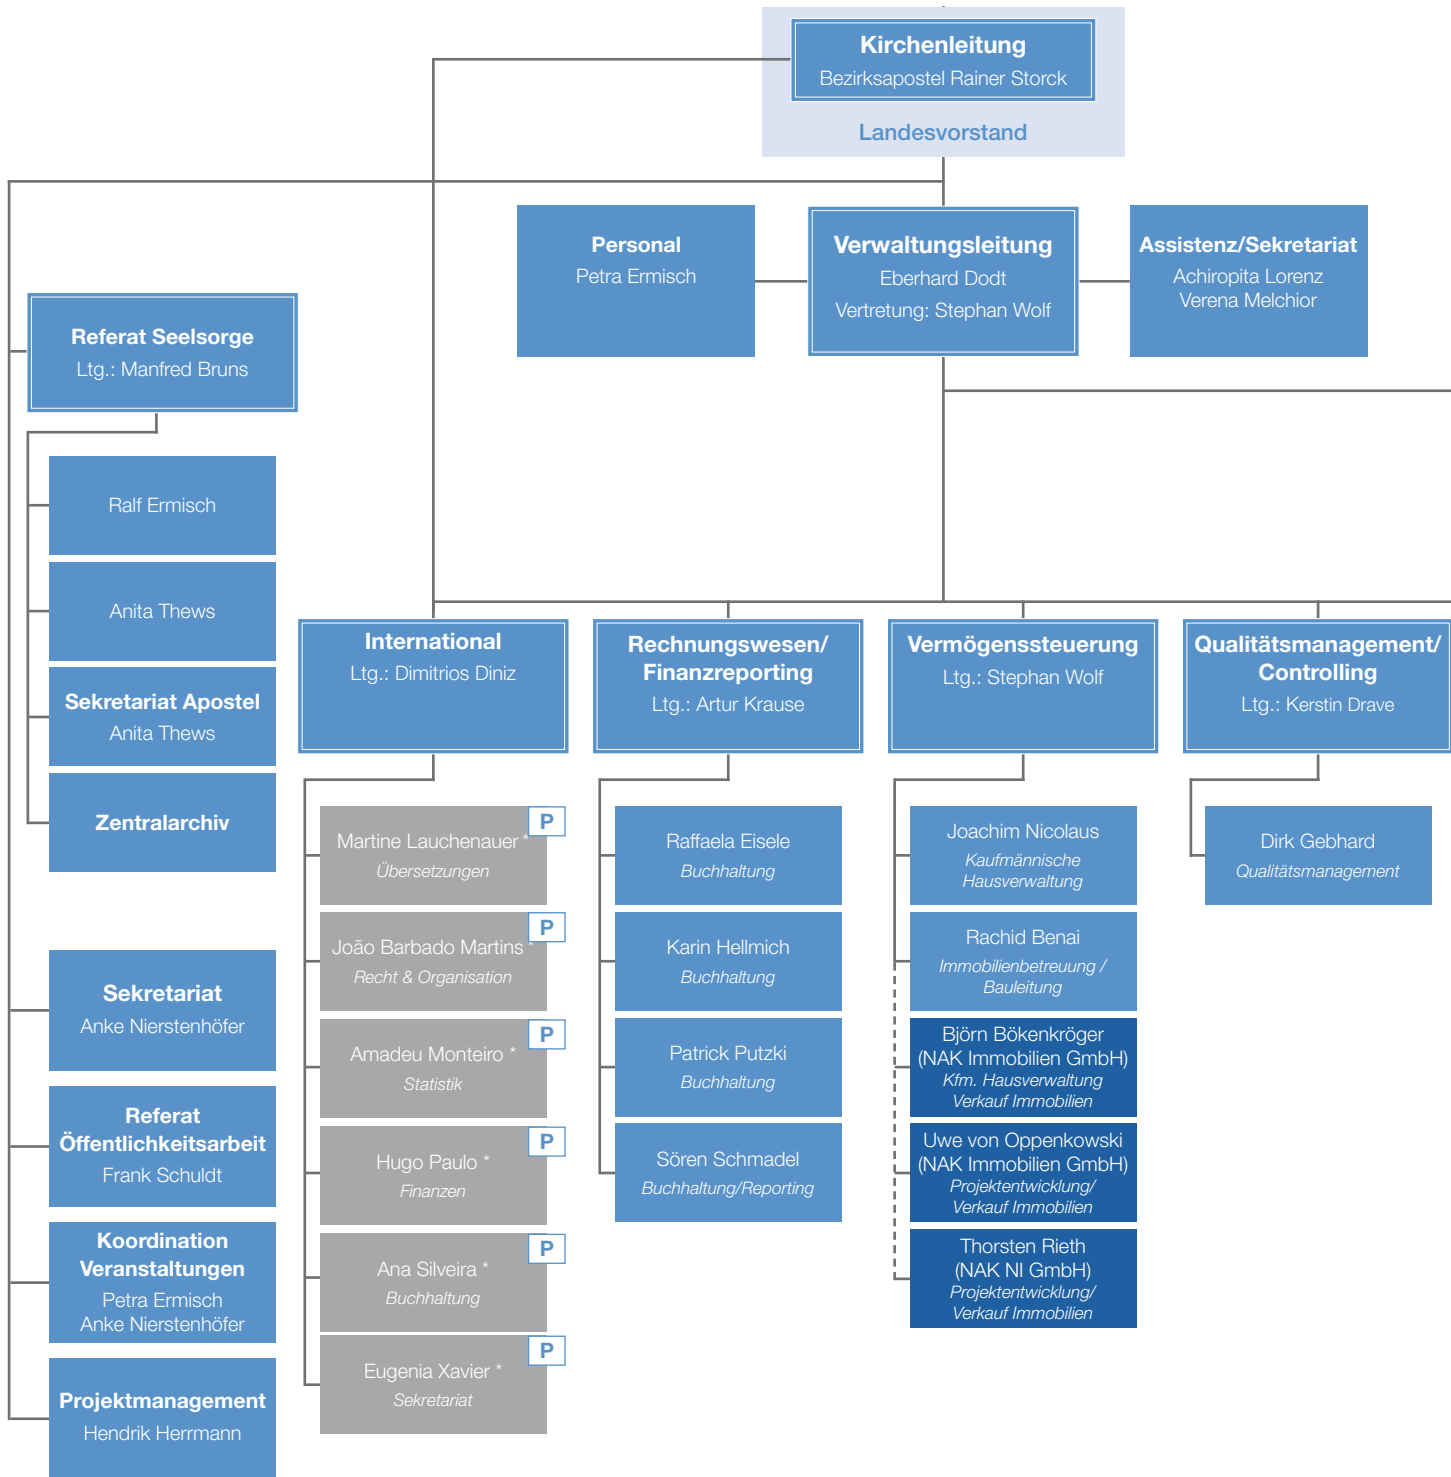 Kirchenleitung
Bezirksapostel Rainer Storck
Landesvorstand
Personal
Petra Ermisch
Verwaltungsleitung
Eberhard Dodt
Vertretung: Stephan Wolf
Assistenz/Sekretariat
Achiropita Lorenz
Verena Melchior
Referat Seelsorge
Ltg.: Manfred Bruns
Ralf Ermisch
Anita Thews
Sekretariat Apostel
Anita Thews
Zentralarchiv
Sekretariat
Anke Nierstenhöfer
Referat
Öffentlichkeitsarbeit
Frank Schuldt
Koordination
Veranstaltungen
Petra Ermisch
Anke Nierstenhöfer
Projektmanagement
Hendrik Herrmann
International
Ltg.: Dimitrios Diniz
P
Martine Lauchenauer *
Übersetzungen
P
João Barbado Martins *
Recht & Organisation
P
Amadeu Monteiro *
Statistik
P
Hugo Paulo *
Finanzen
P
Ana Silveira *
Buchhaltung
P
Eugenia Xavier *
Sekretariat
Rechnungswesen/
Finanzreporting
Ltg.: Artur Krause
Raffaela Eisele
Buchhaltung
Karin Hellmich
Buchhaltung
Patrick Putzki
Buchhaltung
Sören Schmadel
Buchhaltung/Reporting
Vermögenssteuerung
Ltg.: Stephan Wolf
Joachim Nicolaus
Kaufmännische
Hausverwaltung
Rachid Benai
Immobilienbetreuung /
Bauleitung
Björn Bökenkröger
(NAK Immobilien GmbH)
Kfm. Hausverwaltung
Verkauf Immobilien
Uwe von Oppenkowski
(NAK Immobilien GmbH)
Projektentwicklung/
Verkauf Immobilien
Thorsten Rieth
(NAK NI GmbH)
Projektentwicklung/
Verkauf Immobilien
Qualitätsmanagement/
Controlling
Ltg.: Kerstin Drave
Dirk Gebhard
Qualitätsmanagement